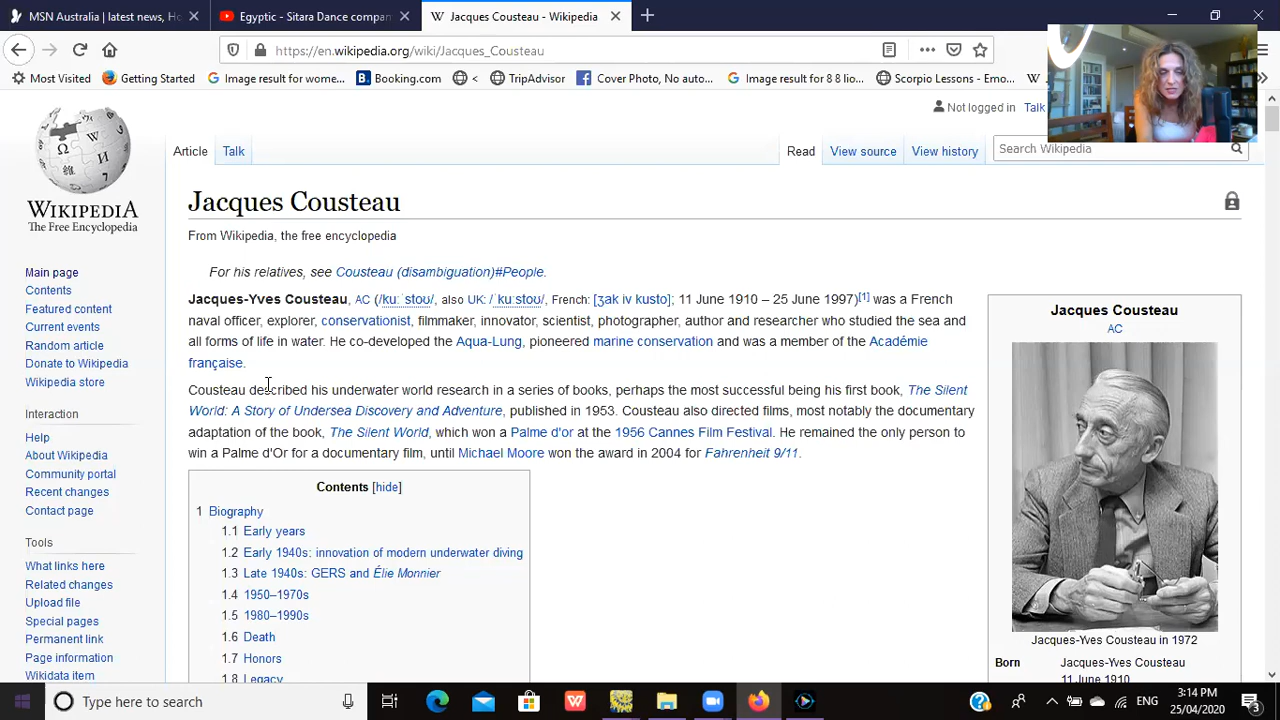 MSN Australia | latest news, Ho
Egyptic - Sitara Dance compan
Jacques Cousteau - Wikipedia
https://en.wikipedia.org/wiki/Jacques_Cousteau
Most Visited
Getting Started
Image result for wome...
Booking.com
<
TripAdvisor
Cover Photo, No auto...
Image result for 8 8 lio...
Scorpio Lessons - Emo...
Not logged in
Talk
Article
Talk
Read
View source
View history
Search Wikipedia
WIKIPEDIA
The Free Encyclopedia
Main page
Contents
Featured content
Current events
Random article
Donate to Wikipedia
Wikipedia store
Interaction
Help
About Wikipedia
Community portal
Recent changes
Contact page
Tools
What links here
Related changes
Upload file
Special pages
Permanent link
Page information
Wikidata item
Jacques Cousteau
From Wikipedia, the free encyclopedia
For his relatives, see Cousteau (disambiguation)#People.
Jacques-Yves Cousteau, AC (/kuːˈstoʊ/, also UK: /ˈkuːstoʊ/, French: [ʒak iv kusto]; 11 June 1910 – 25 June 1997)[1] was a French
naval officer, explorer, conservationist, filmmaker, innovator, scientist, photographer, author and researcher who studied the sea and
all forms of life in water. He co-developed the Aqua-Lung, pioneered marine conservation and was a member of the Académie
française.
Cousteau described his underwater world research in a series of books, perhaps the most successful being his first book, The Silent
World: A Story of Undersea Discovery and Adventure, published in 1953. Cousteau also directed films, most notably the documentary
adaptation of the book, The Silent World, which won a Palme d'or at the 1956 Cannes Film Festival. He remained the only person to
win a Palme d'Or for a documentary film, until Michael Moore won the award in 2004 for Fahrenheit 9/11.
Contents [hide]
1 Biography
1.1 Early years
1.2 Early 1940s: innovation of modern underwater diving
1.3 Late 1940s: GERS and Élie Monnier
1.4 1950–1970s
1.5 1980–1990s
1.6 Death
1.7 Honors
1.8 Legacy
Jacques Cousteau
AC
Jacques-Yves Cousteau in 1972
Born Jacques-Yves Cousteau
11 June 1910
Type here to search
ENG
3:14 PM
25/04/2020